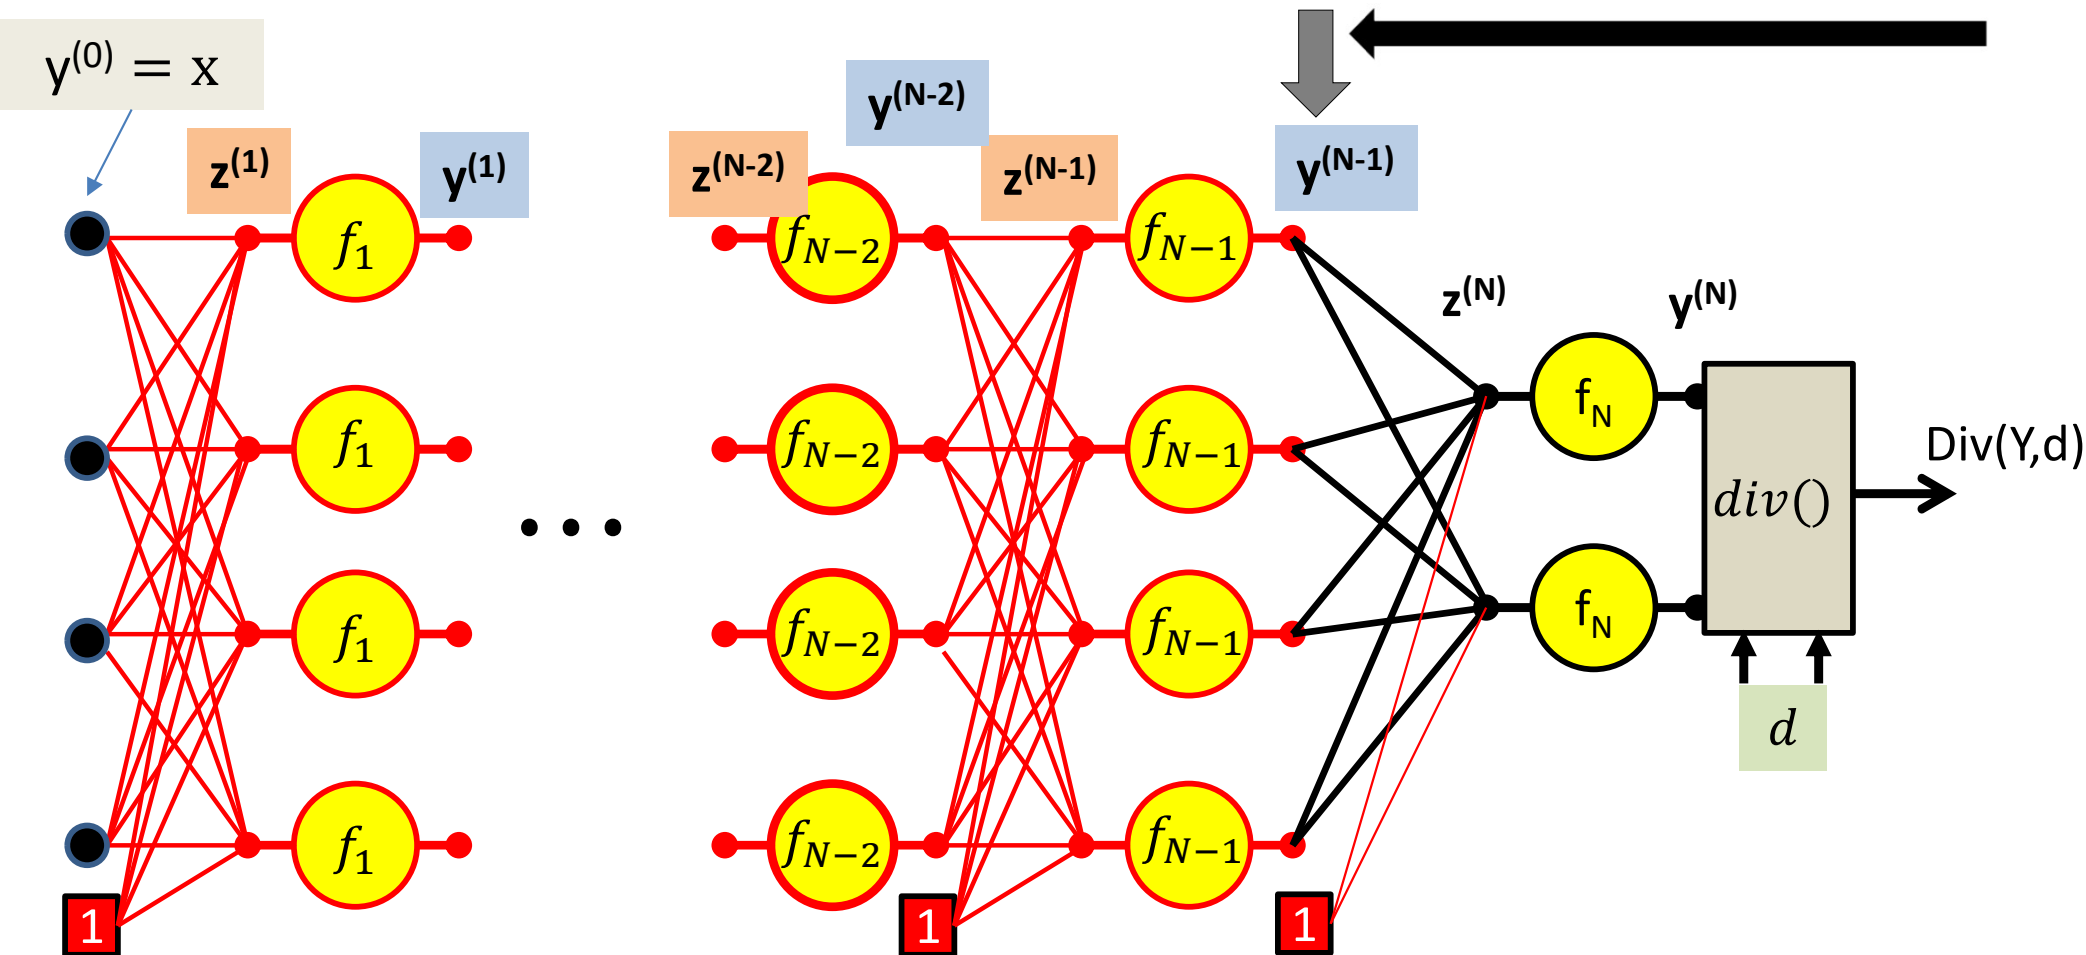 y(0) = x
z(1)
y(1)
z(N-2)
y(N-2)
z(N-1)
y(N-1)
z(N)
y(N)
f1
fN−2
fN−1
f1
fN−2
fN−1
fN
div()
Div(Y,d)
f1
fN−2
fN−1
fN
d
f1
fN−2
fN−1
1
1
1